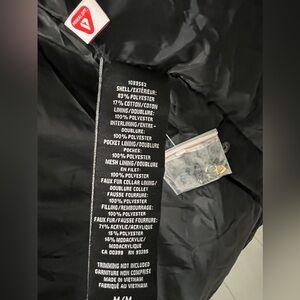 1089562
SHELL/EXTÉRIEUR:
83% POLYESTER
17% COTTON/COTON
LINING/DOUBLURE:
100% POLYESTER
INTERLINING/ENTRE-
DOUBLURE:
100% POLYESTER
POCKET LINING/DOUBLURE
POCHES:
100% POLYESTER
MESH LINING/DOUBLURE
EN FILET:
100% POLYESTER
FAUX FUR COLLAR LINING/
DOUBLURE COLLET
FAUSSE FOURRURE:
100% POLYESTER
FILLING/REMBOURRAGE:
100% POLYESTER
FAUX FUR/FAUSSE FOURRURE:
71% ACRYLIC/ACRYLIQUE
15% POLYESTER
14% MODACRYLIC/
MODACRYLIQUE
CA 00399 RN 93285
TRIMMING NOT INCLUDED
GARNITURE NON COMPRISE
MADE IN VIETNAM
FABRIQUÉ AU VIETNAM
M/M